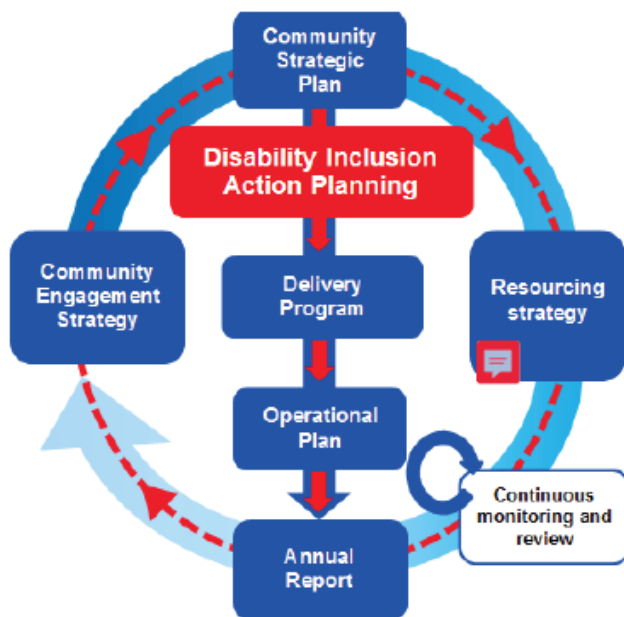 Community
Strategic
Plan
Disability Inclusion
Action Planning
Community
Engagement
Strategy
Delivery
Program
Resourcing
strategy
Operational
Plan
Continuous
monitoring and
review
Annual
Report